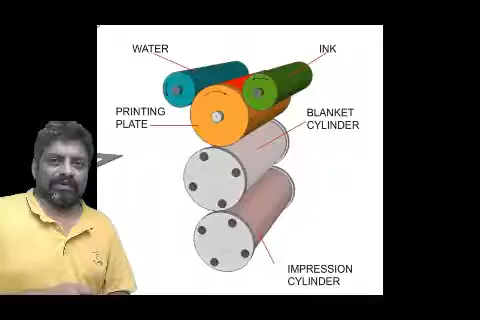 WATER
INK
PRINTING
PLATE
BLANKET
CYLINDER
IMPRESSION
CYLINDER